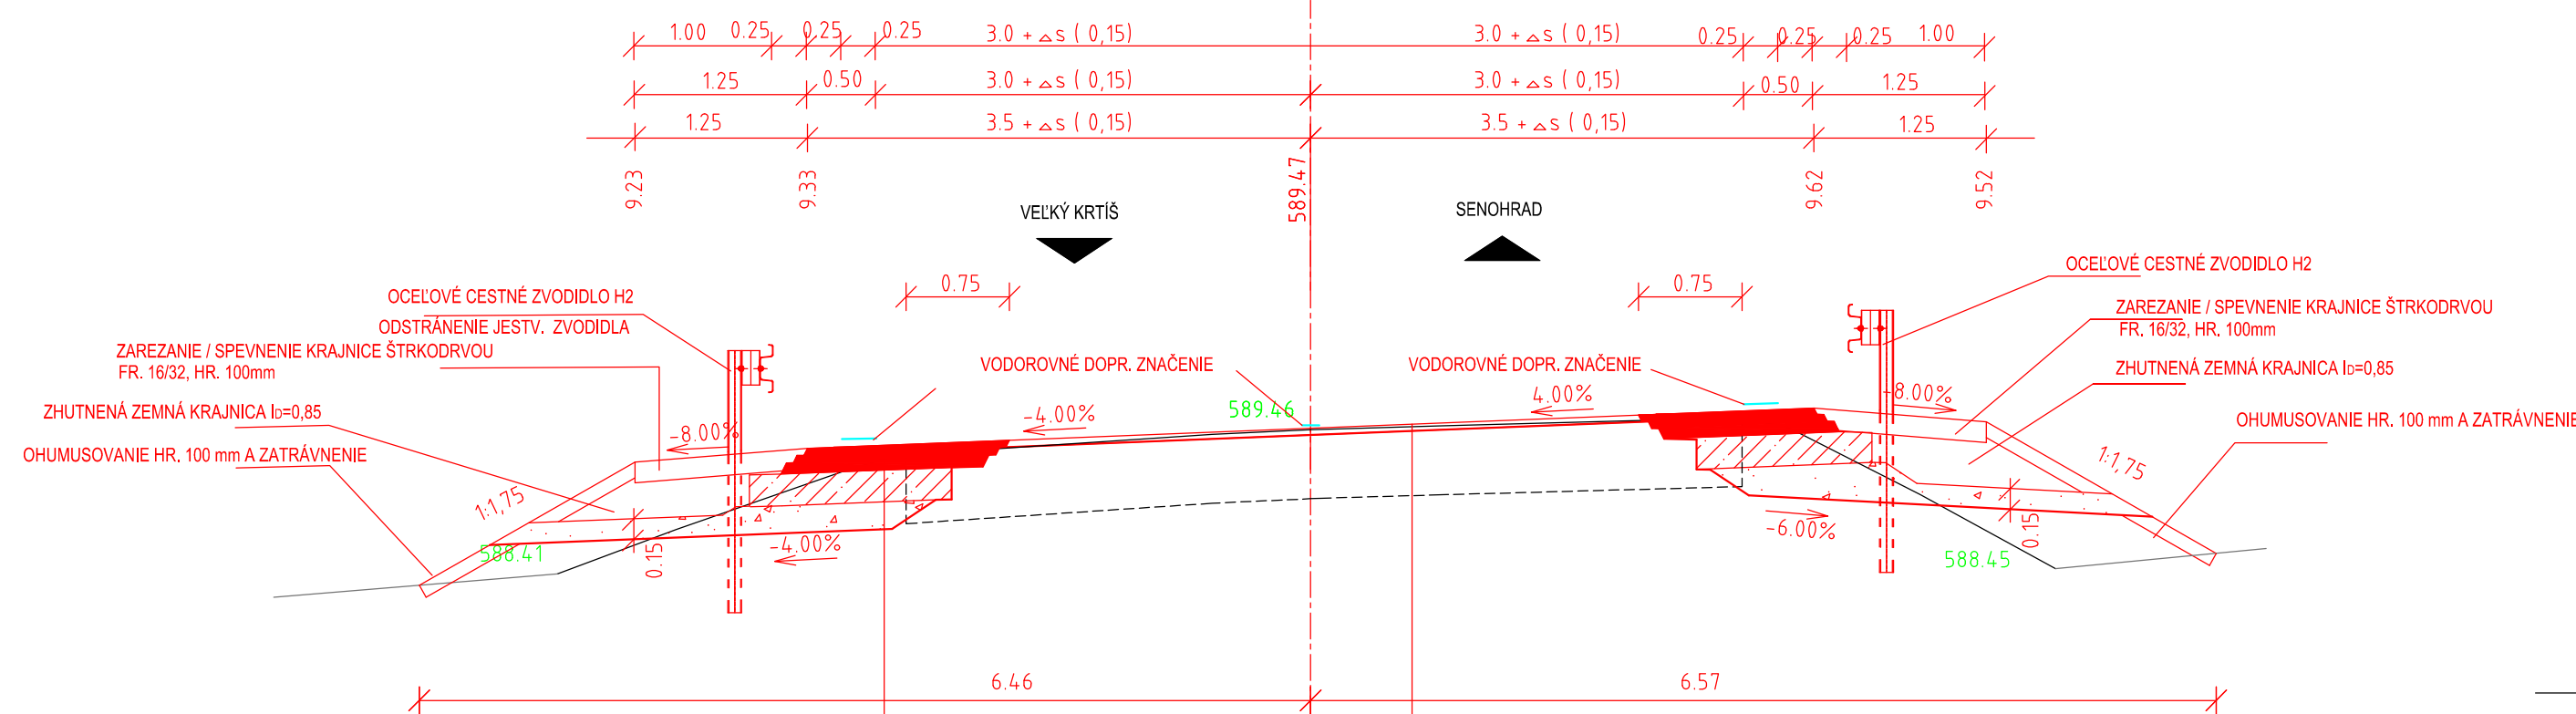 1.00 0.25 0.25 0.25 3.0 + △s ( 0,15) 3.0 + △s ( 0,15) 0.25 0.25 0.25 1.00
1.25 0.50 3.0 + △s ( 0,15) 3.0 + △s ( 0,15) 0.50 1.25
1.25 3.5 + △s ( 0,15) 3.5 + △s ( 0,15) 1.25
9.23 9.33 589.47 9.62 9.52
VEĽKÝ KRTÍŠ SENOHRAD
OCEĽOVÉ CESTNÉ ZVODIDLO H2
0.75 0.75
OCEĽOVÉ CESTNÉ ZVODIDLO H2
ODSTRÁNENIE JESTV. ZVODIDLA
ZAREZANIE / SPEVNENIE KRAJNICE ŠTRKODRVOU
FR. 16/32, HR. 100mm
ZAREZANIE / SPEVNENIE KRAJNICE ŠTRKODRVOU
FR. 16/32, HR. 100mm
VODOROVNÉ DOPR. ZNAČENIE VODOROVNÉ DOPR. ZNAČENIE
ZHUTNENÁ ZEMNÁ KRAJNICA ID=0,85
4.00% -8.00%
ZHUTNENÁ ZEMNÁ KRAJNICA ID=0,85
-4.00% 589.46
OHUMUSOVANIE HR. 100 mm A ZATRÁVNENIE
-8.00%
OHUMUSOVANIE HR. 100 mm A ZATRÁVNENIE
1:1,75 1:1,75
588.41 0.15 -4.00% -6.00% 588.45 0.15
6.46 6.57